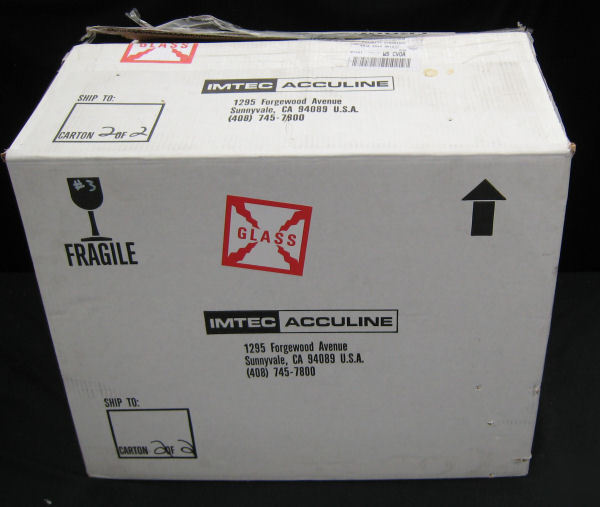 GLASS
WS CVOA
IMTEC ACCULINE
1295 Forgewood Avenue
Sunnyvale, CA 94089 U.S.A.
(408) 745-7800
SHIP TO:
CARTON 2 OF 2
#3
FRAGILE
GLASS
IMTEC ACCULINE
1295 Forgewood Avenue
Sunnyvale, CA 94089 U.S.A.
(408) 745-7800
SHIP TO:
CARTON 2 OF 2